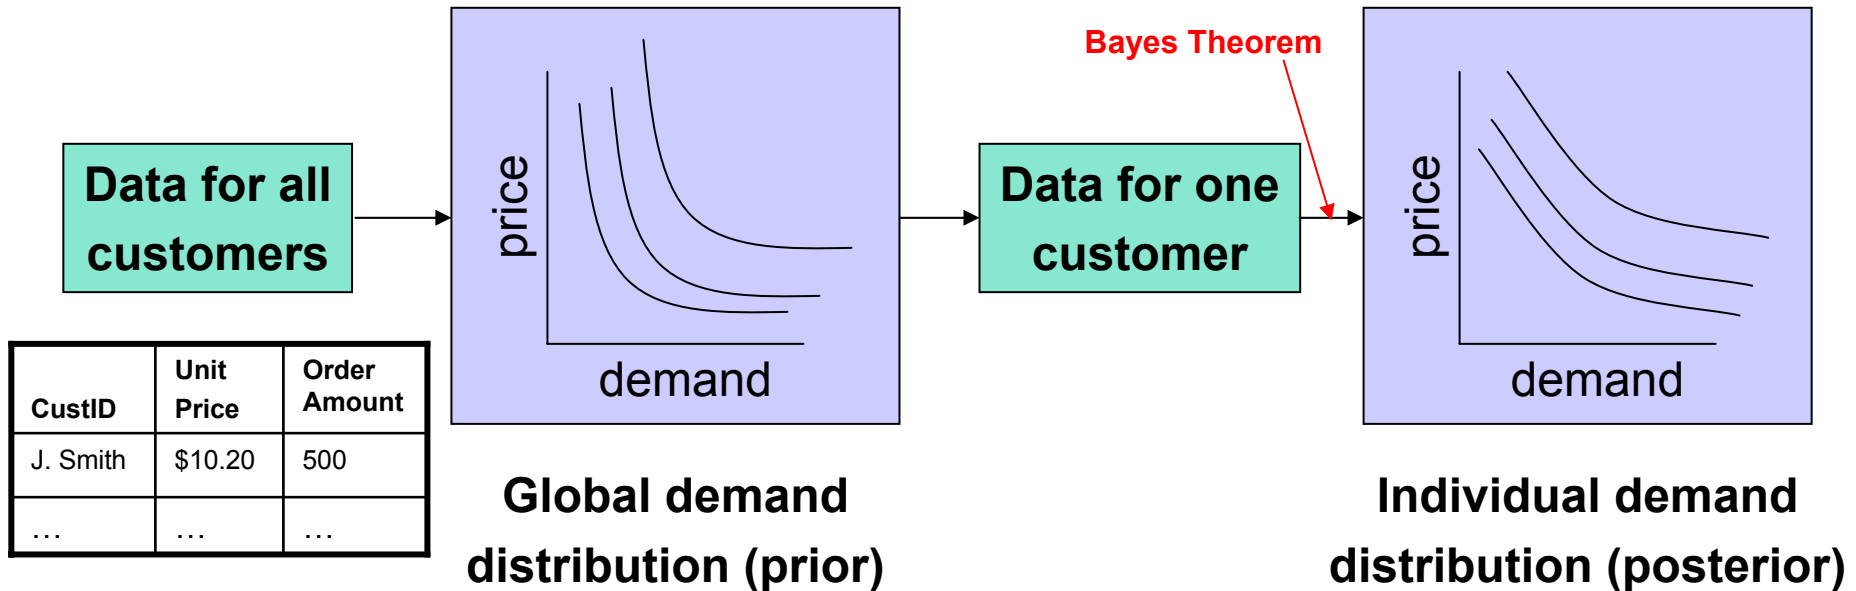 Bayes Theorem
Data for all
customers
price
demand
Data for one
customer
price
demand
CustID
Unit
Price
Order
Amount
J. Smith
$10.20
500
…
…
…
Global demand
distribution (prior)
Individual demand
distribution (posterior)